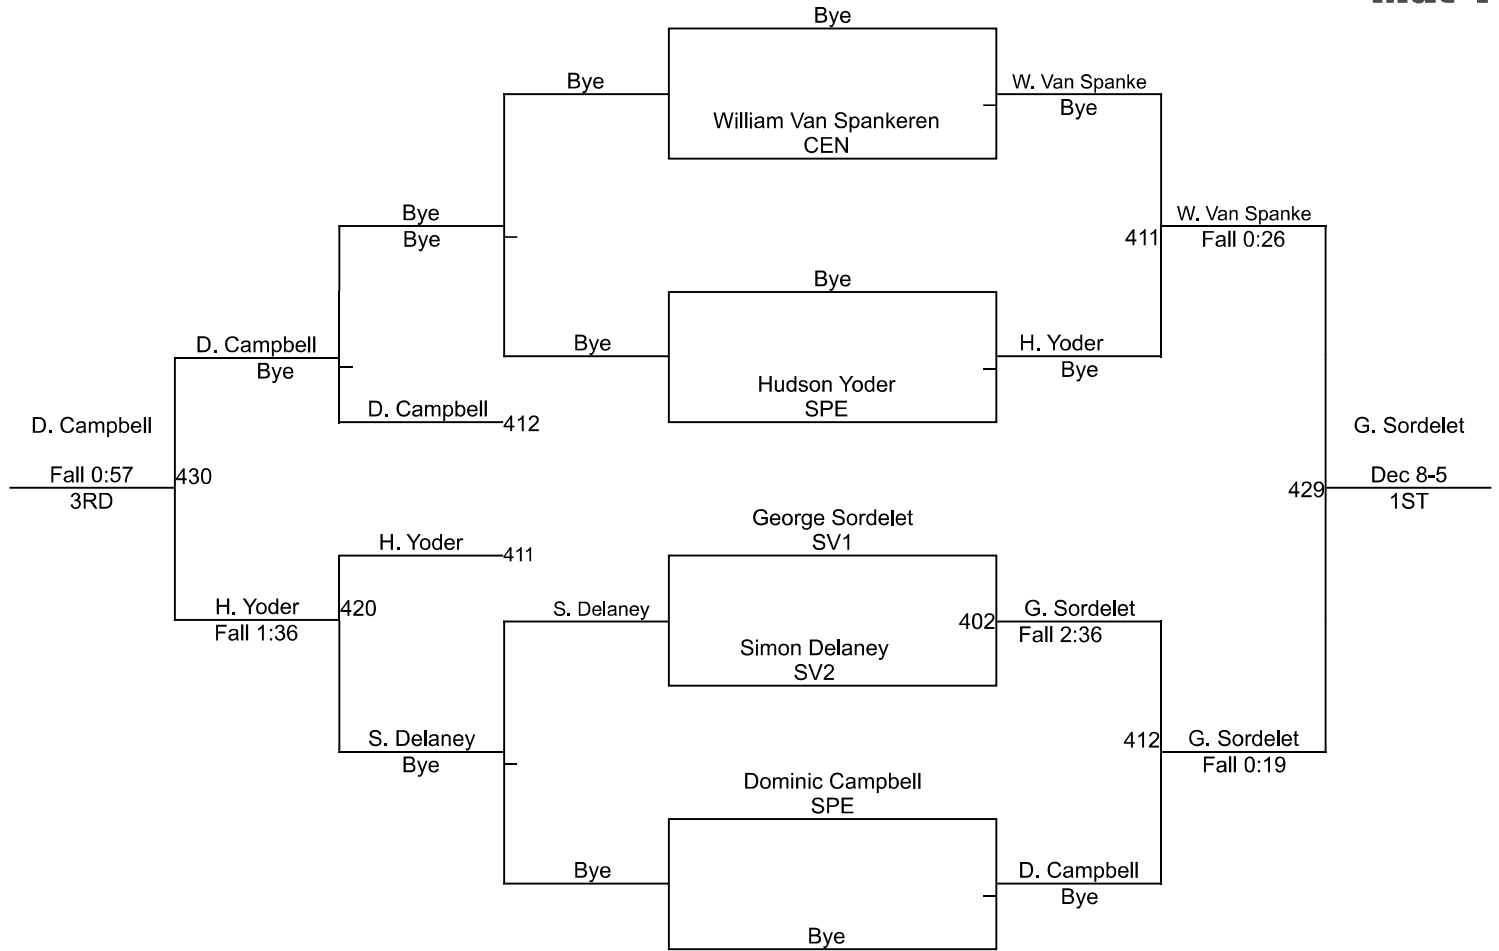 Bye
Bye
W. Van Spanke
Bye
William Van Spankeren
CEN
Bye
Bye
W. Van Spanke
411
Fall 0:26
Bye
D. Campbell
Bye
Bye
H. Yoder
Bye
Hudson Yoder
SPE
D. Campbell
412
D. Campbell
G. Sordelet
Fall 0:57
430
3RD
Dec 8-5
429
1ST
George Sordelet
SV1
H. Yoder
411
H. Yoder
420
Fall 1:36
S. Delaney
402
G. Sordelet
Fall 2:36
Simon Delaney
SV2
S. Delaney
Bye
412
G. Sordelet
Fall 0:19
Dominic Campbell
SPE
Bye
D. Campbell
Bye
Bye